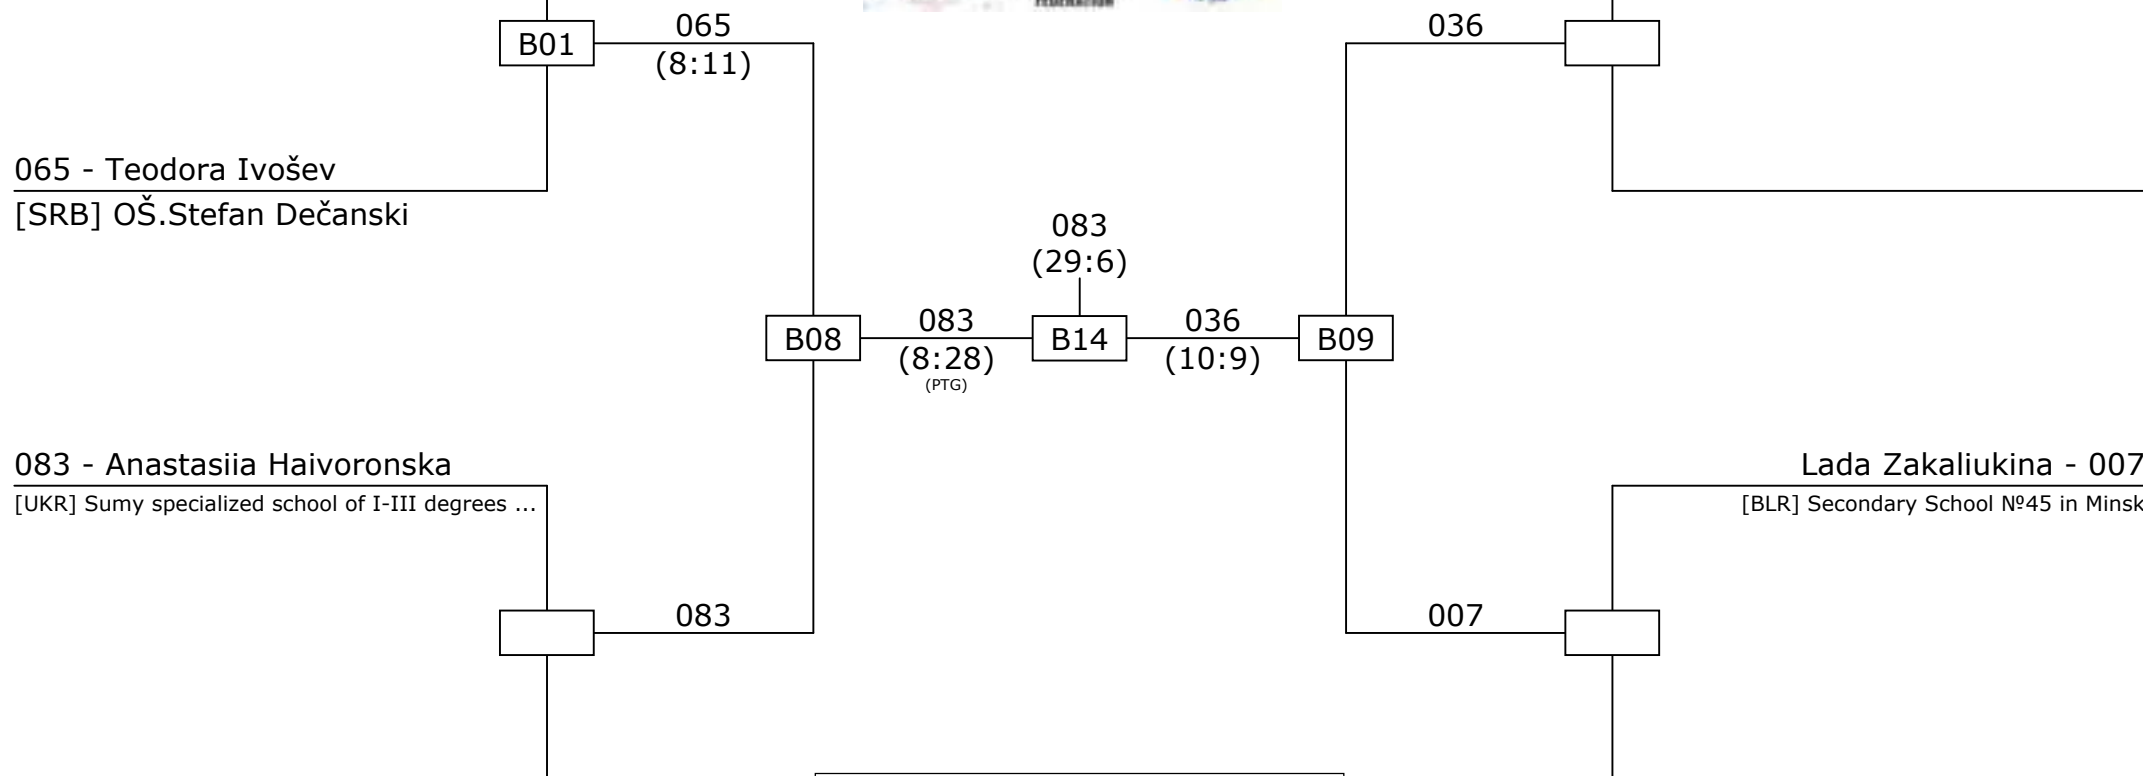 065
036
B01
(8:11)
065 - Teodora Ivošev
[SRB] OŠ.Stefan Dečanski
083
(29:6)
083
036
B08
B14
B09
(8:28)
(10:9)
(PTG)
083 - Anastasiia Haivoronska
Lada Zakaliukina - 007
[UKR] Sumy specialized school of I-III degrees ...
[BLR] Secondary School №45 in Minsk
083
007